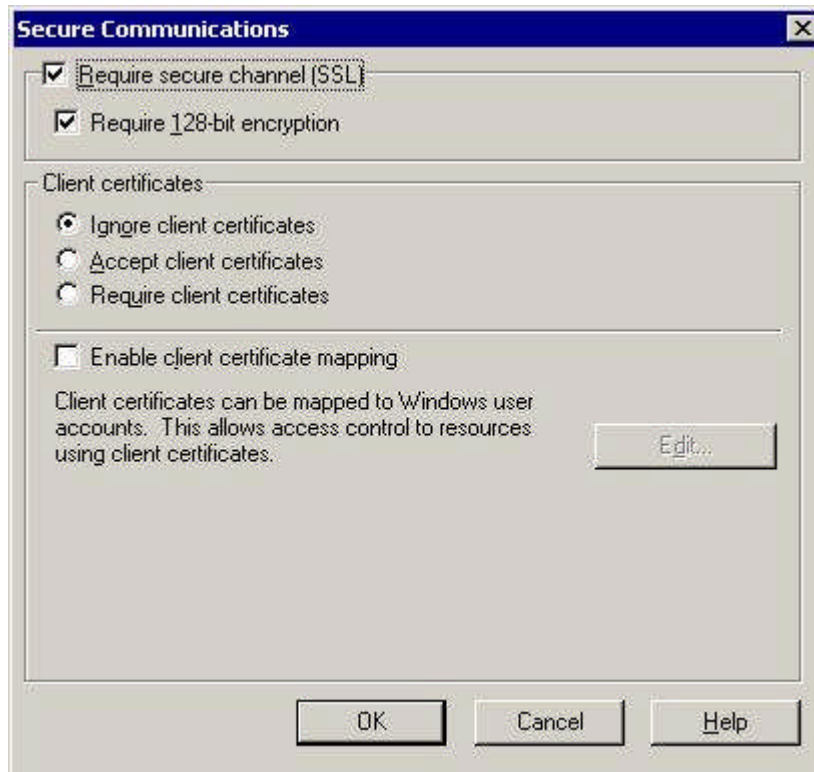 Secure Communications
Require secure channel (SSL)
Require 128-bit encryption
Client certificates
Ignore client certificates
Accept client certificates
Require client certificates
Enable client certificate mapping
Client certificates can be mapped to Windows user
accounts. This allows access control to resources
using client certificates.
Edit...
OK
Cancel
Help